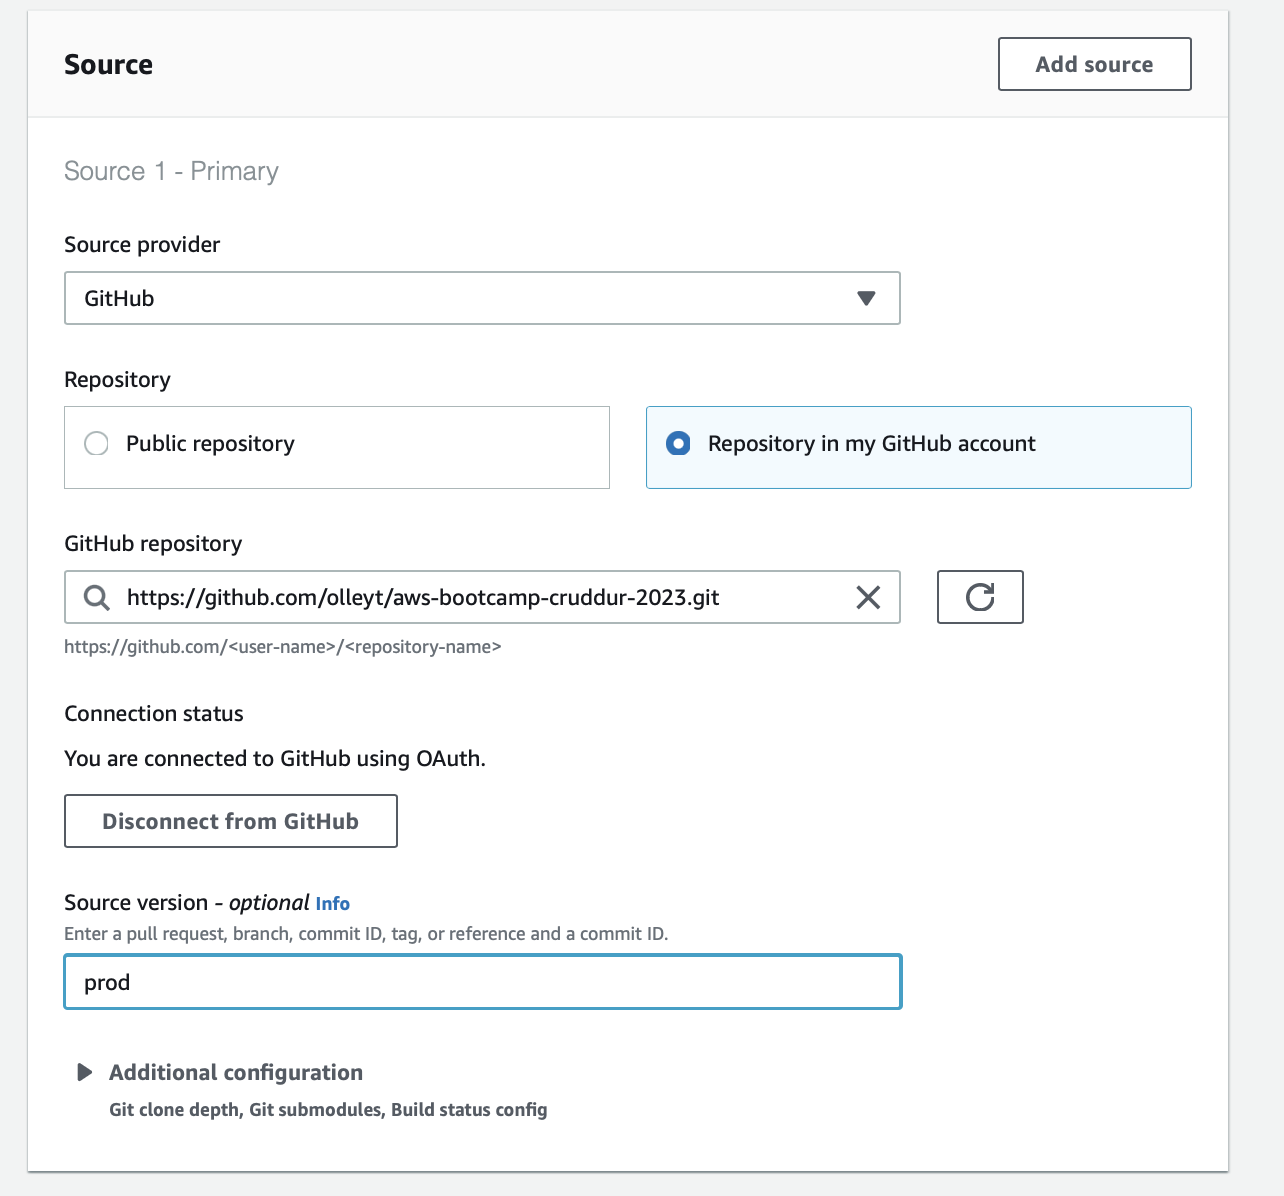 Source
Add source
Source 1 - Primary
Source provider
GitHub
Repository
Public repository
Repository in my GitHub account
GitHub repository
https://github.com/olleyt/aws-bootcamp-cruddur-2023.git
https://github.com/<user-name>/<repository-name>
Connection status
You are connected to GitHub using OAuth.
Disconnect from GitHub
Source version - optional Info
Enter a pull request, branch, commit ID, tag, or reference and a commit ID.
prod
Additional configuration
Git clone depth, Git submodules, Build status config